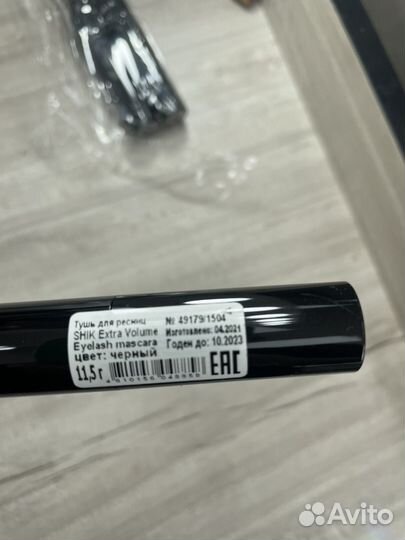 Тушь для ресниц № 49179/1504
SHIK Extra Volume Изготовлено: 04.2021
Eyelash mascara Годен до: 10.2023
цвет: черный
11,5 г
EAC
Avito